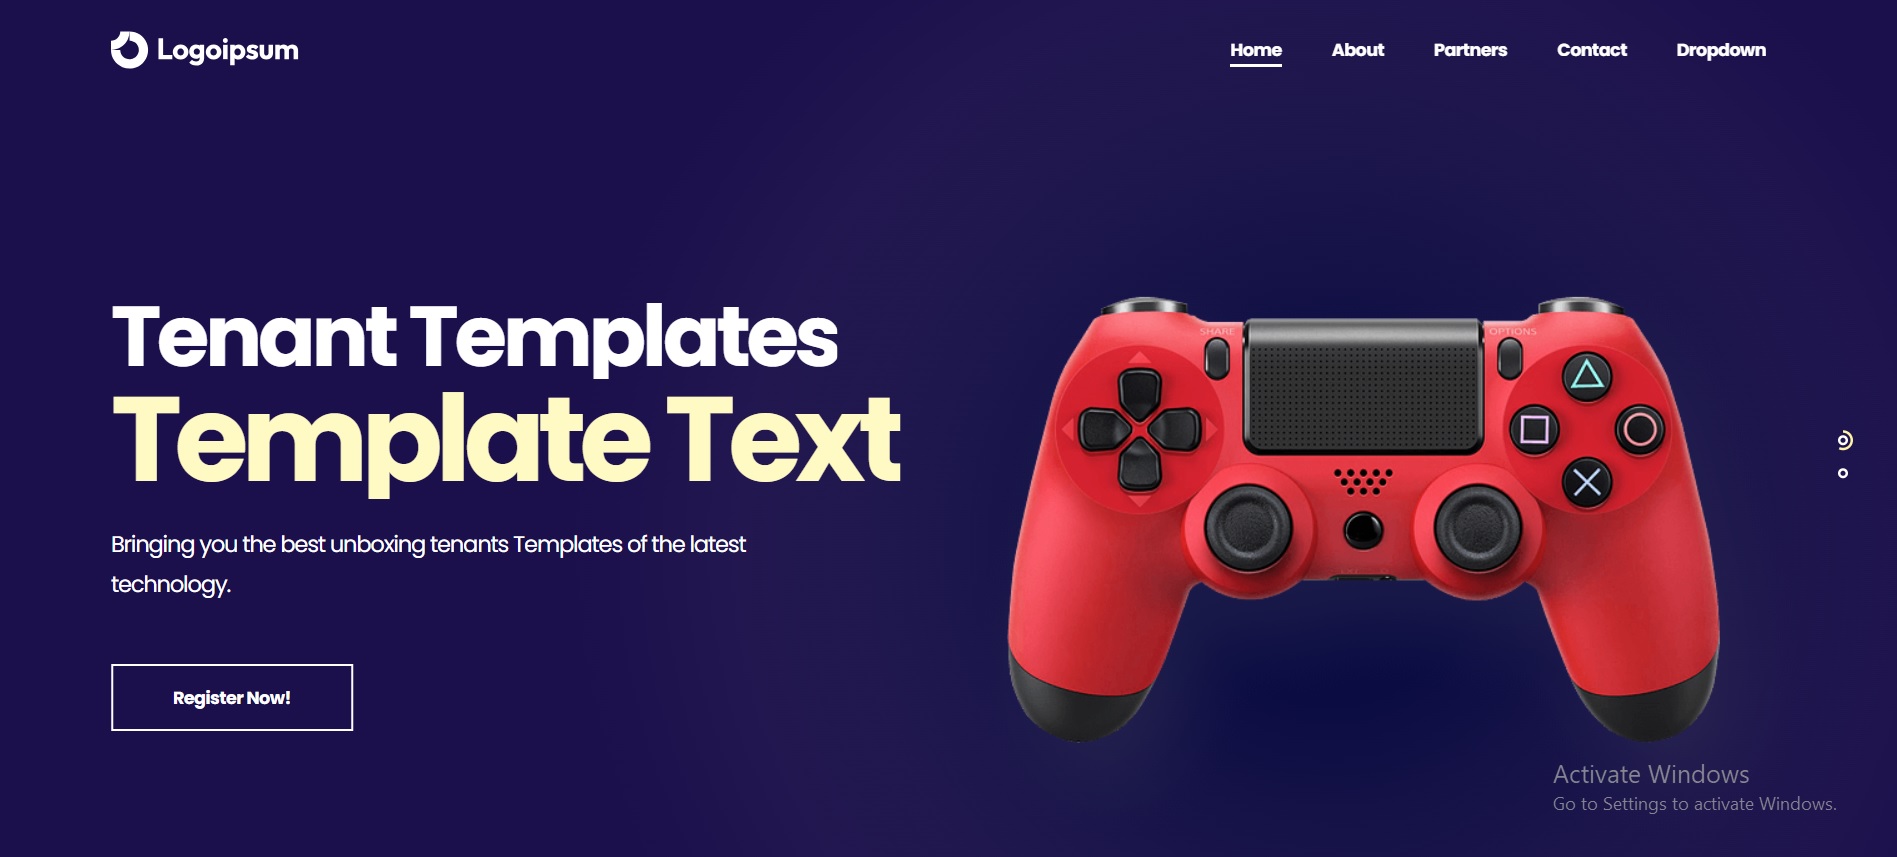 Logoipsum
Home About Partners Contact Dropdown
Tenant Templates
Template Text
Bringing you the best unboxing tenants Templates of the latest
technology.
Register Now!
SHARE
OPTIONS
Activate Windows
Go to Settings to activate Windows.